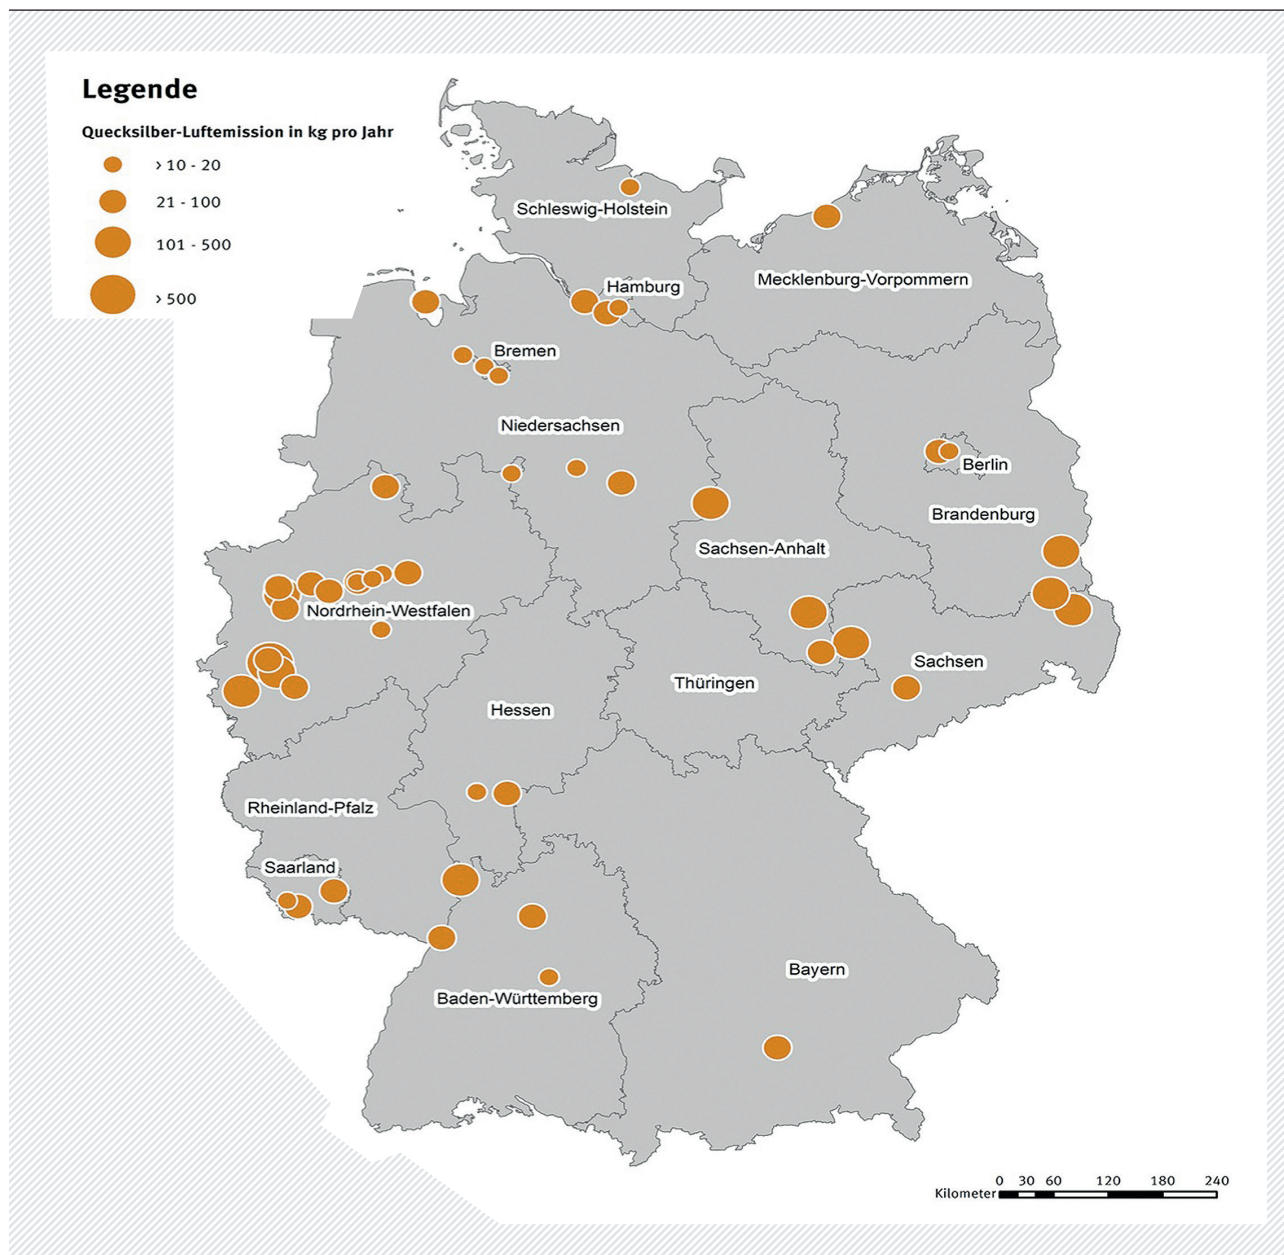 Legende
Quecksilber-Luftemission in kg pro Jahr
> 10 - 20
21 - 100
101 - 500
> 500
Schleswig-Holstein
Mecklenburg-Vorpommern
Hamburg
Bremen
Niedersachsen
Berlin
Brandenburg
Sachsen-Anhalt
Nordrhein-Westfalen
Sachsen
Thüringen
Hessen
Rheinland-Pfalz
Saarland
Bayern
Baden-Württemberg
0 30 60 120 180 240
Kilometer